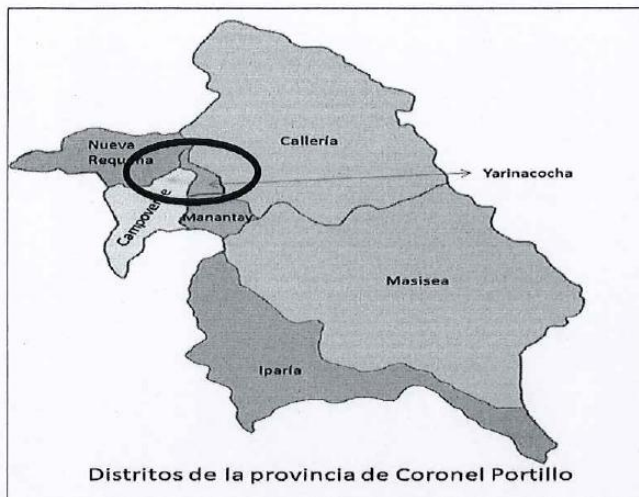 Nueva
Requena
Callería
Yarinacocha
Campoverde
Manantay
Masisea
Iparía
Distritos de la provincia de Coronel Portillo